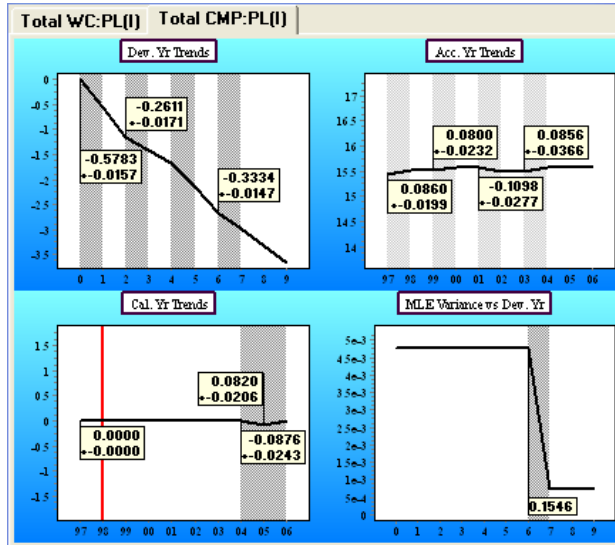 Total WC:PL(I)
Total CMP:PL(I)
Dev. Yr Trends
0
-0.5
-1
-1.5
-2
-2.5
-3
-3.5
-0.2611
+-0.0171
-0.5783
+-0.0157
-0.3334
+-0.0147
0 1 2 3 4 5 6 7 8 9
Acc. Yr Trends
17
16.5
16
15.5
15
14.5
14
0.0800
+-0.0232
0.0856
+-0.0366
0.0860
+-0.0199
-0.1098
+-0.0277
97 98 99 00 01 02 03 04 05 06
Cal. Yr Trends
1.5
1
0.5
0
-0.5
-1
-1.5
0.0820
+-0.0206
0.0000
+-0.0000
-0.0876
+-0.0243
97 98 99 00 01 02 03 04 05 06
MLE Variance vs Dev. Yr
5e-3
4.5e-3
4e-3
3.5e-3
3e-3
2.5e-3
2e-3
1.5e-3
1e-3
5e-4
0
0.1546
0 1 2 3 4 5 6 7 8 9